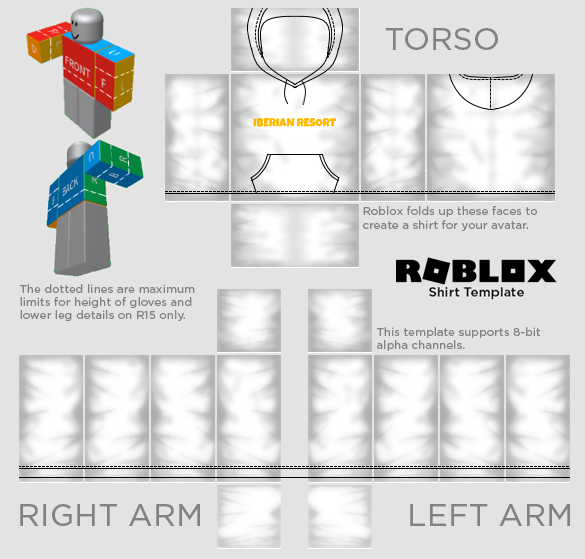 TORSO
D
R
U
FRONT
F
L
IBERIAN RESORT
U
R
B
BACK
R
B
Roblox folds up these faces to
create a shirt for your avatar.
ROBLOX
Shirt Template
The dotted lines are maximum
limits for height of gloves and
lower leg details on R15 only.
This template supports 8-bit
alpha channels.
RIGHT ARM
LEFT ARM